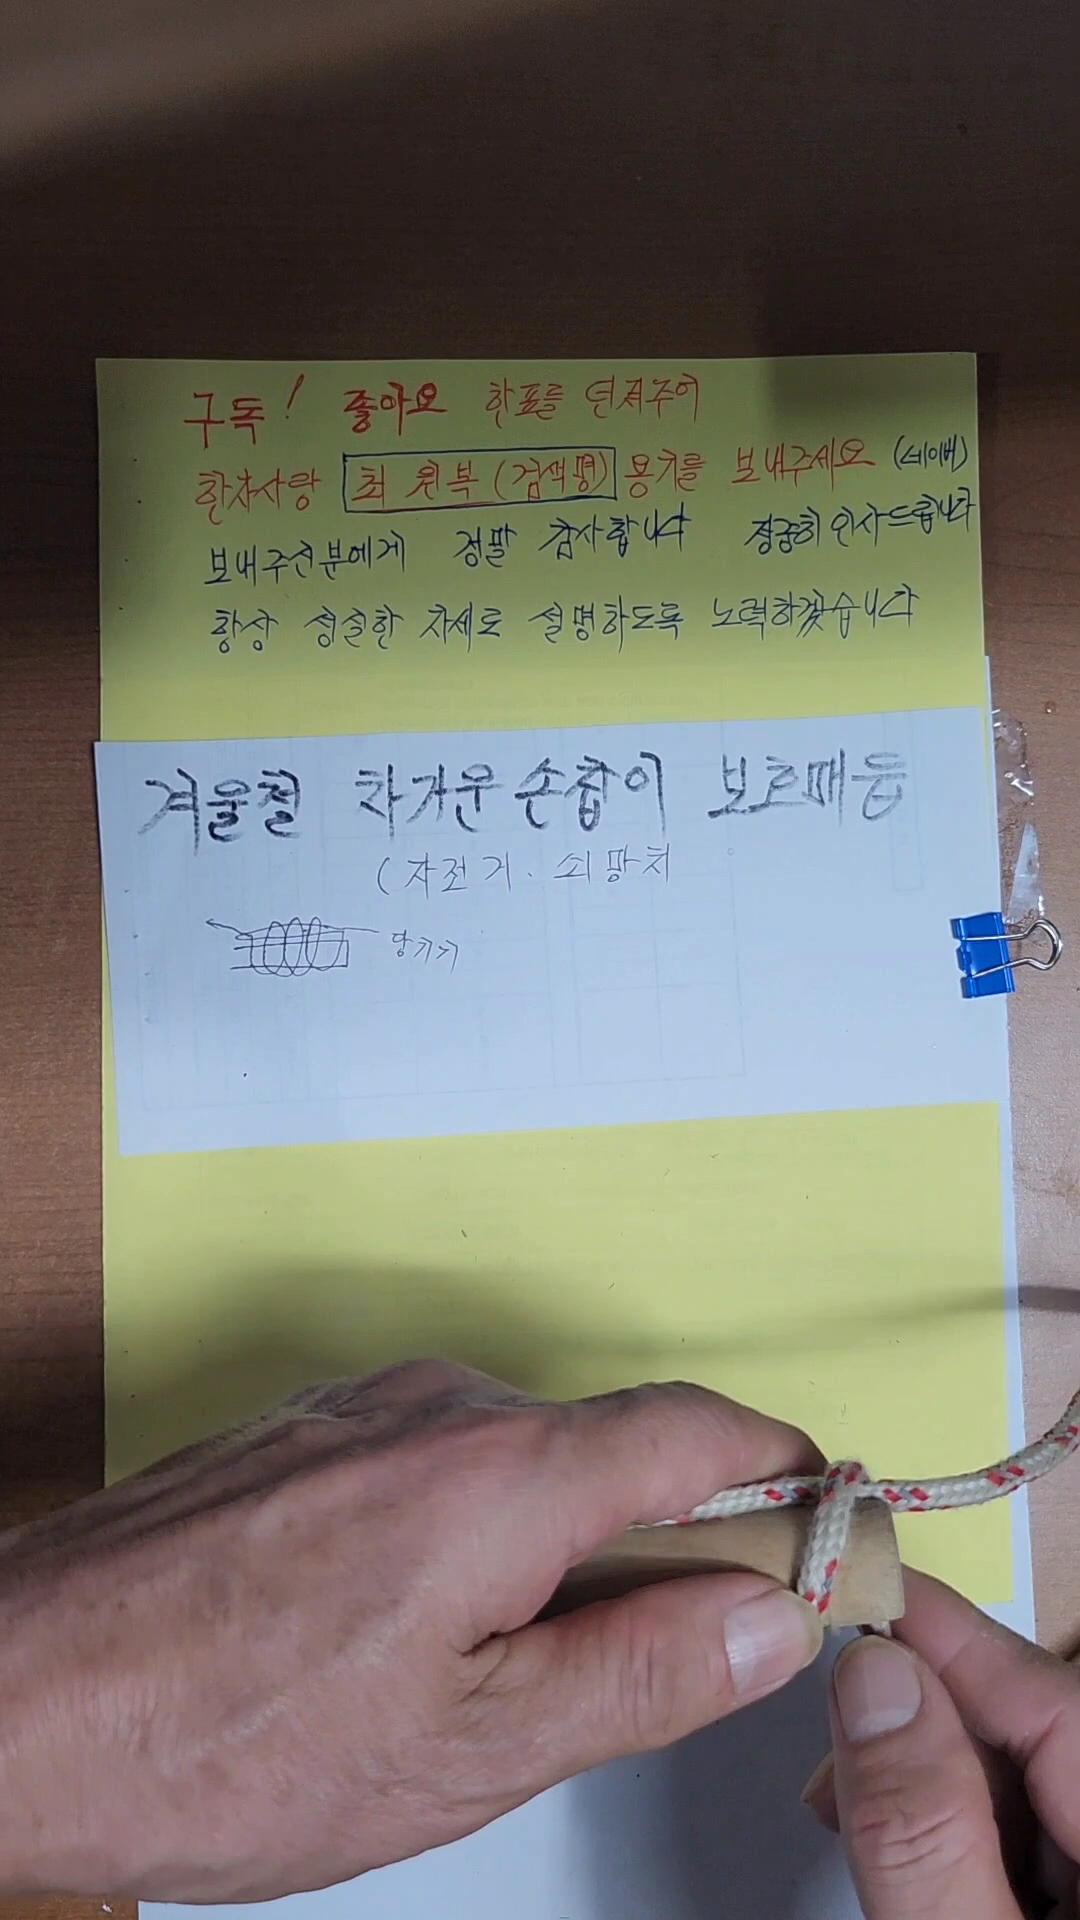 구독! 좋아요 한표를 던져주어
한자사랑 최원복(검색명) 용기를 보내주세요 (네이버)
보내주신분에게 정말 감사합니다 정중히 인사드립니다
항상 성실한 자세로 설명하도록 노력하겠습니다
겨울철 차가운 손잡이 보호매듭
(자전거. 쇠망치
당기기